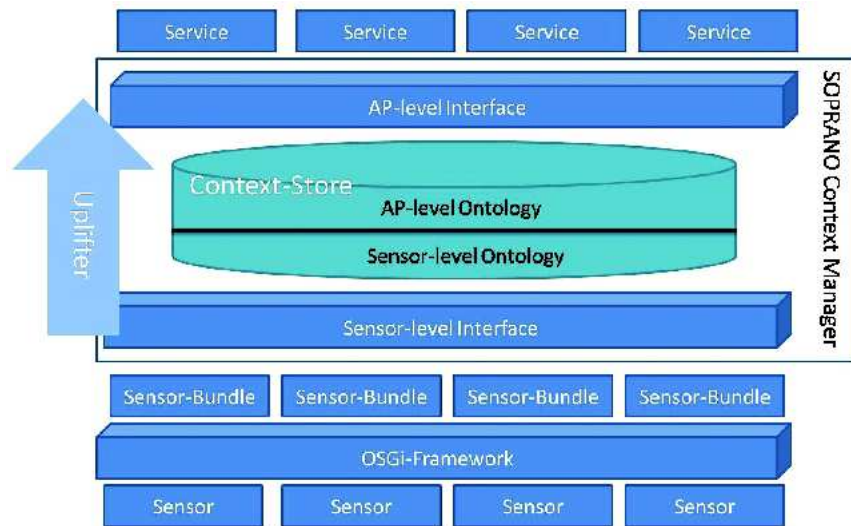 Service Service Service Service
AP-level Interface
Context-Store
AP-level Ontology
Sensor-level Ontology
Sensor-level Interface
Uplifter
SOPRANO Context Manager
Sensor-Bundle Sensor-Bundle Sensor-Bundle Sensor-Bundle
OSGi-Framework
Sensor Sensor Sensor Sensor